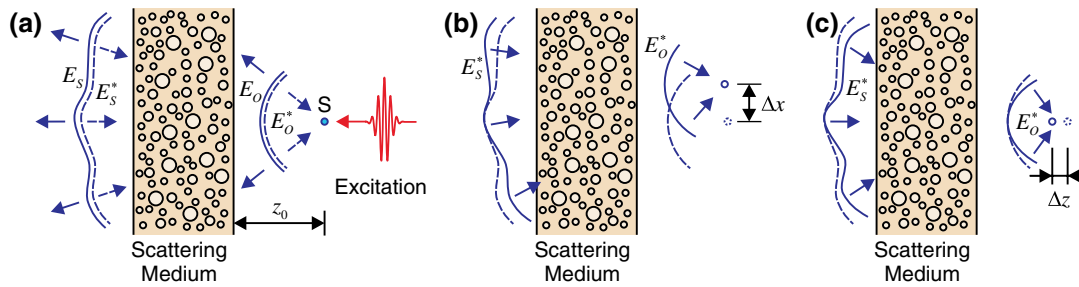 (a)
E_S
E_S^*
E_O
E_O^*
S
Excitation
z_0
Scattering
Medium
(b)
E_S^*
E_O^*
Δx
Scattering
Medium
(c)
E_S^*
E_O^*
Δz
Scattering
Medium